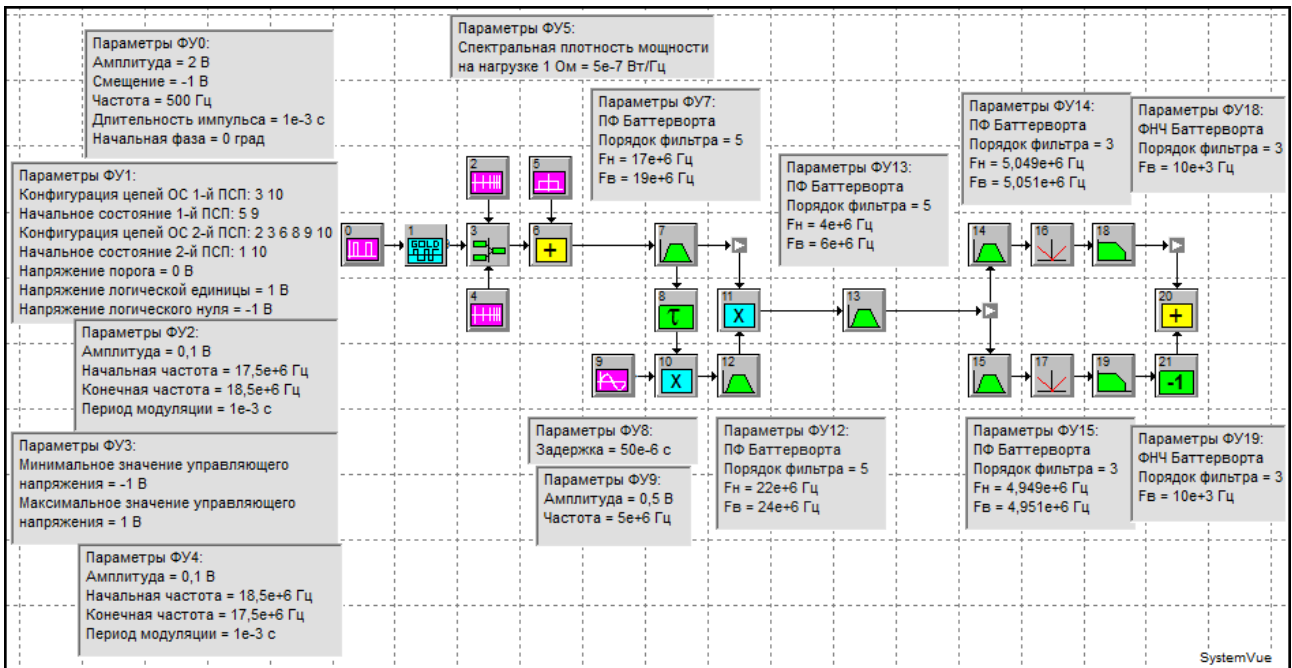 Параметры ФУ0:
Амплитуда = 2 В
Смещение = -1 В
Частота = 500 Гц
Длительность импульса = 1e-3 с
Начальная фаза = 0 град
Параметры ФУ5:
Спектральная плотность мощности
на нагрузке 1 Ом = 5e-7 Вт/Гц
Параметры ФУ7:
ПФ Баттерворта
Порядок фильтра = 5
Fн = 17e+6 Гц
Fв = 19e+6 Гц
Параметры ФУ14:
ПФ Баттерворта
Порядок фильтра = 3
Fн = 5,049e+6 Гц
Fв = 5,051e+6 Гц
Параметры ФУ18:
ФНЧ Баттерворта
Порядок фильтра = 3
Fв = 10e+3 Гц
Параметры ФУ1:
Конфигурация цепей ОС 1-й ПСП: 3 10
Начальное состояние 1-й ПСП: 5 9
Конфигурация цепей ОС 2-й ПСП: 2 3 6 8 9 10
Начальное состояние 2-й ПСП: 1 10
Напряжение порога = 0 В
Напряжение логической единицы = 1 В
Напряжение логического нуля = -1 В
Параметры ФУ13:
ПФ Баттерворта
Порядок фильтра = 5
Fн = 4e+6 Гц
Fв = 6e+6 Гц
2
5
0
1
GOLD
3
6
+
7
14
16
18
4
8
τ
11
X
13
20
+
9
10
X
12
15
17
19
21
-1
Параметры ФУ2:
Амплитуда = 0,1 В
Начальная частота = 17,5e+6 Гц
Конечная частота = 18,5e+6 Гц
Период модуляции = 1e-3 с
Параметры ФУ3:
Минимальное значение управляющего
напряжения = -1 В
Максимальное значение управляющего
напряжения = 1 В
Параметры ФУ4:
Амплитуда = 0,1 В
Начальная частота = 18,5e+6 Гц
Конечная частота = 17,5e+6 Гц
Период модуляции = 1e-3 с
Параметры ФУ8:
Задержка = 50e-6 с
Параметры ФУ9:
Амплитуда = 0,5 В
Частота = 5e+6 Гц
Параметры ФУ12:
ПФ Баттерворта
Порядок фильтра = 5
Fн = 22e+6 Гц
Fв = 24e+6 Гц
Параметры ФУ15:
ПФ Баттерворта
Порядок фильтра = 3
Fн = 4,949e+6 Гц
Fв = 4,951e+6 Гц
Параметры ФУ19:
ФНЧ Баттерворта
Порядок фильтра = 3
Fв = 10e+3 Гц
SystemVue